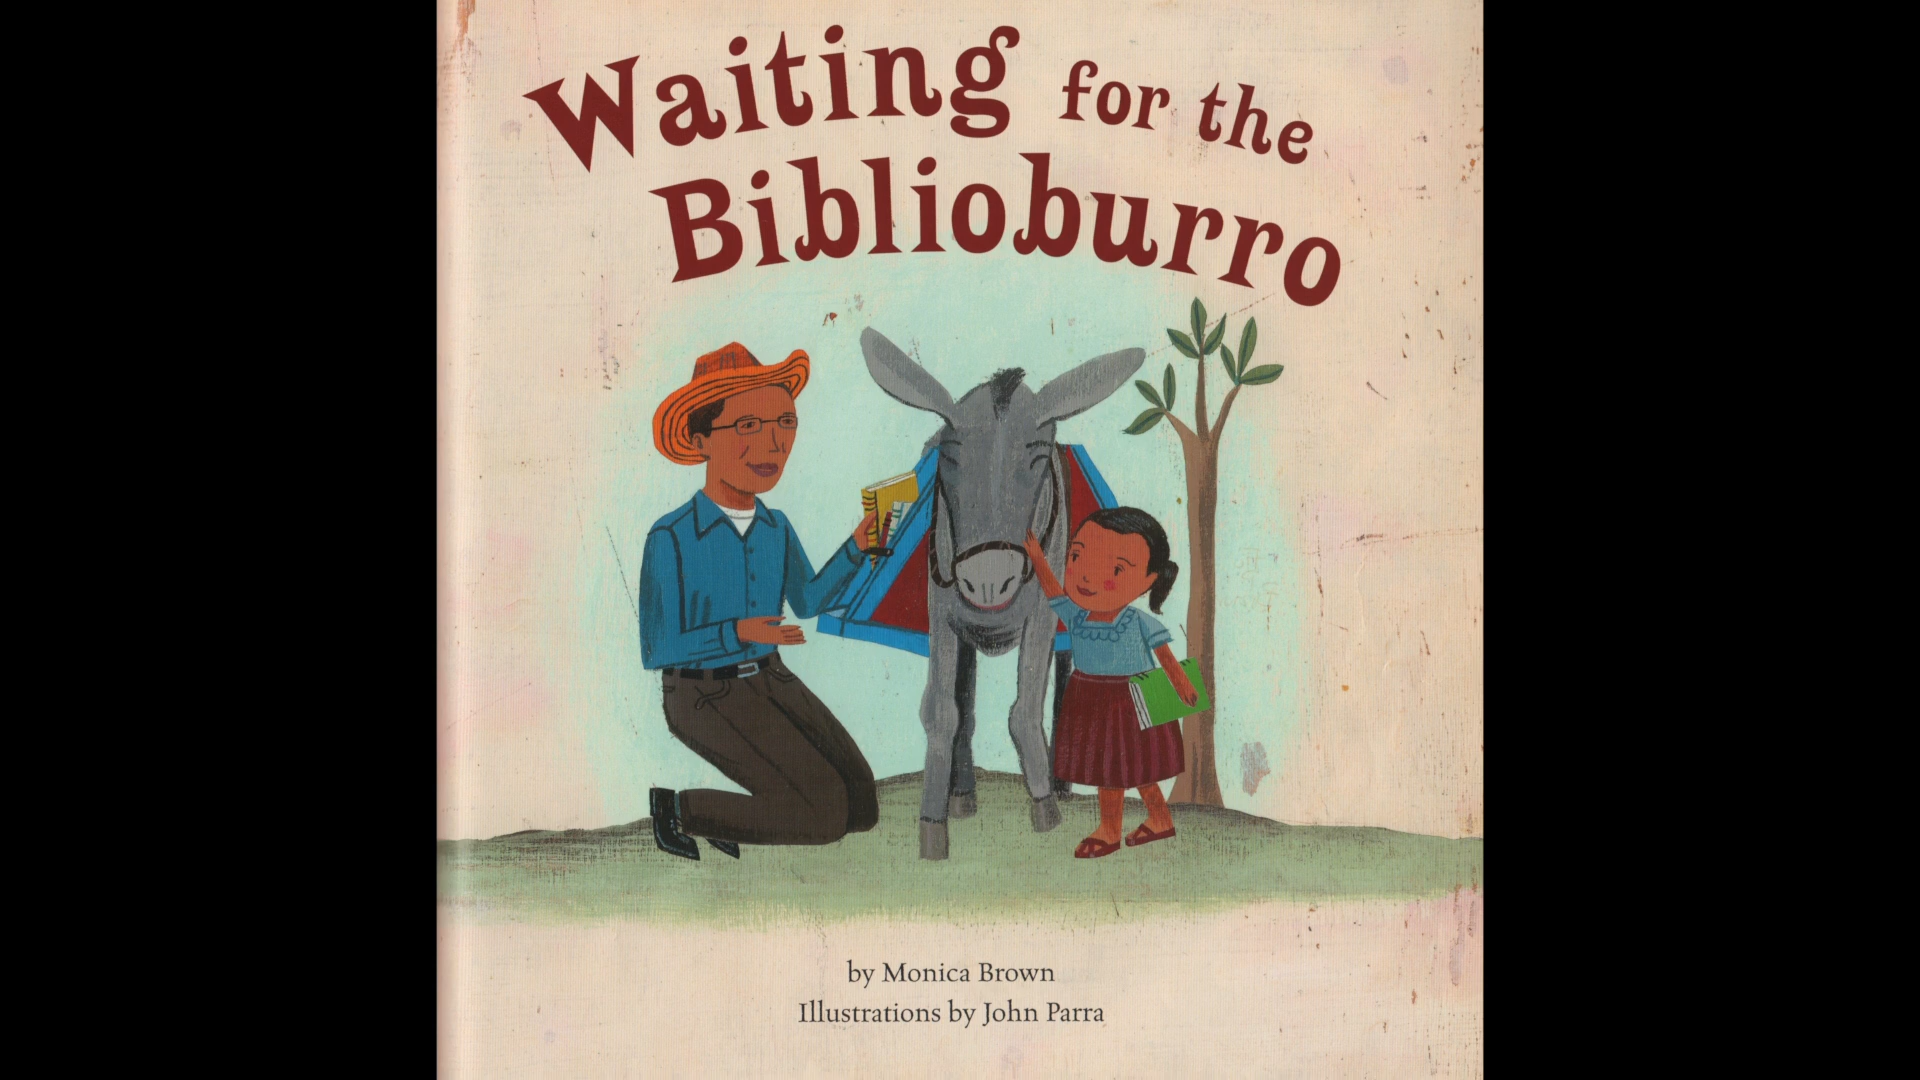 Waiting for the
Biblioburro
by Monica Brown
Illustrations by John Parra